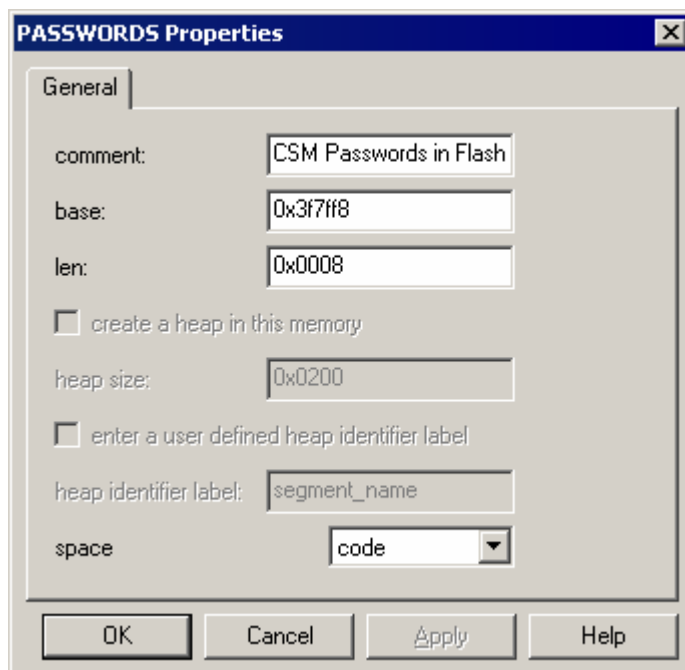 PASSWORDS Properties
General
comment: CSM Passwords in Flash
base: 0x3f7ff8
len: 0x0008
create a heap in this memory
heap size: 0x0200
enter a user defined heap identifier label
heap identifier label: segment_name
space code
OK Cancel Apply Help